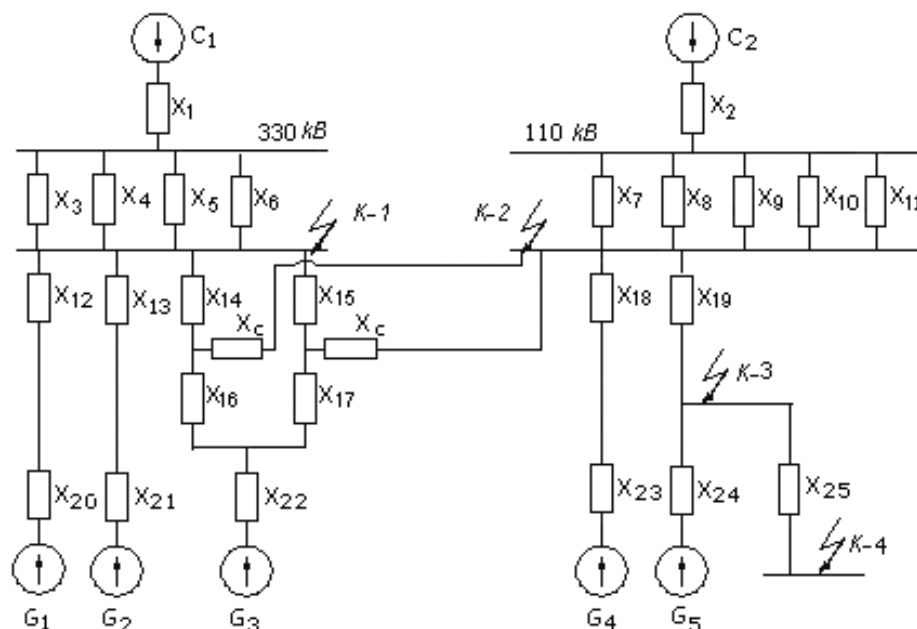 C1
C2
X1
X2
330 kB
110 kB
X3
X4
X5
X6
K-1
K-2
X7
X8
X9
X10
X11
X12
X13
X14
X15
X18
X19
Xc
Xc
X16
X17
K-3
X20
X21
X22
X23
X24
X25
K-4
G1
G2
G3
G4
G5